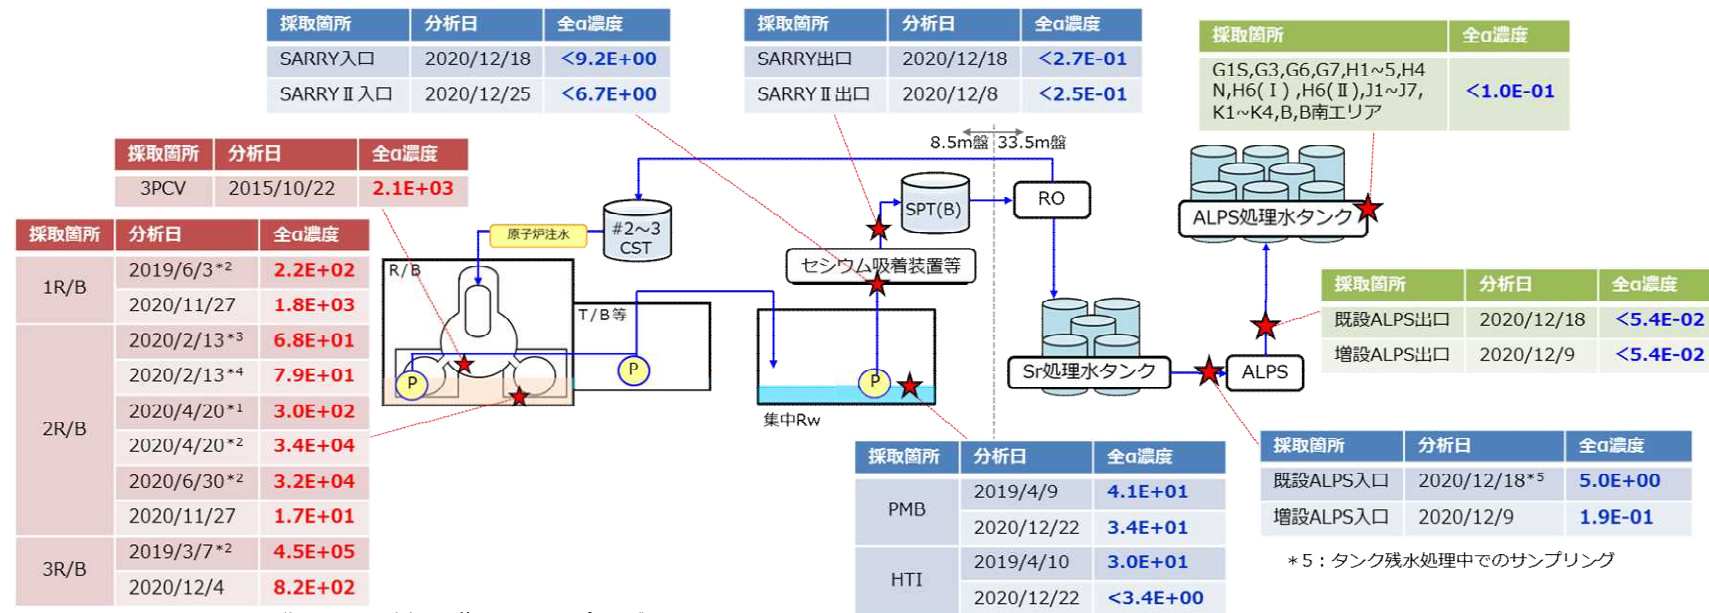 採取箇所 分析日 全α濃度
SARRY入口 2020/12/18 <9.2E+00
SARRYⅡ入口 2020/12/25 <6.7E+00
採取箇所 分析日 全α濃度
SARRY出口 2020/12/18 <2.7E-01
SARRYⅡ出口 2020/12/8 <2.5E-01
採取箇所 全α濃度
G1S,G3,G6,G7,H1~5,H4
N,H6(Ⅰ),H6(Ⅱ),J1~J7,
K1~K4,B,B南エリア
<1.0E-01
8.5m盤 33.5m盤
採取箇所 分析日 全α濃度
3PCV 2015/10/22 2.1E+03
採取箇所 分析日 全α濃度
1R/B
2019/6/3*2 2.2E+02
2020/11/27 1.8E+03
2R/B
2020/2/13*3 6.8E+01
2020/2/13*4 7.9E+01
2020/4/20*1 3.0E+02
2020/4/20*2 3.4E+04
2020/6/30*2 3.2E+04
2020/11/27 1.7E+01
3R/B
2019/3/7*2 4.5E+05
2020/12/4 8.2E+02
原子炉注水
#2~3
CST
R/B
T/B等
P
P
P
集中Rw
セシウム吸着装置等
SPT(B)
RO
ALPS処理水タンク
Sr処理水タンク
ALPS
採取箇所 分析日 全α濃度
既設ALPS出口 2020/12/18 <5.4E-02
増設ALPS出口 2020/12/9 <5.4E-02
採取箇所 分析日 全α濃度
PMB
2019/4/9 4.1E+01
2020/12/22 3.4E+01
HTI
2019/4/10 3.0E+01
2020/12/22 <3.4E+00
採取箇所 分析日 全α濃度
既設ALPS入口 2020/12/18*5 5.0E+00
増設ALPS入口 2020/12/9 1.9E-01
*5：タンク残水処理中でのサンプリング